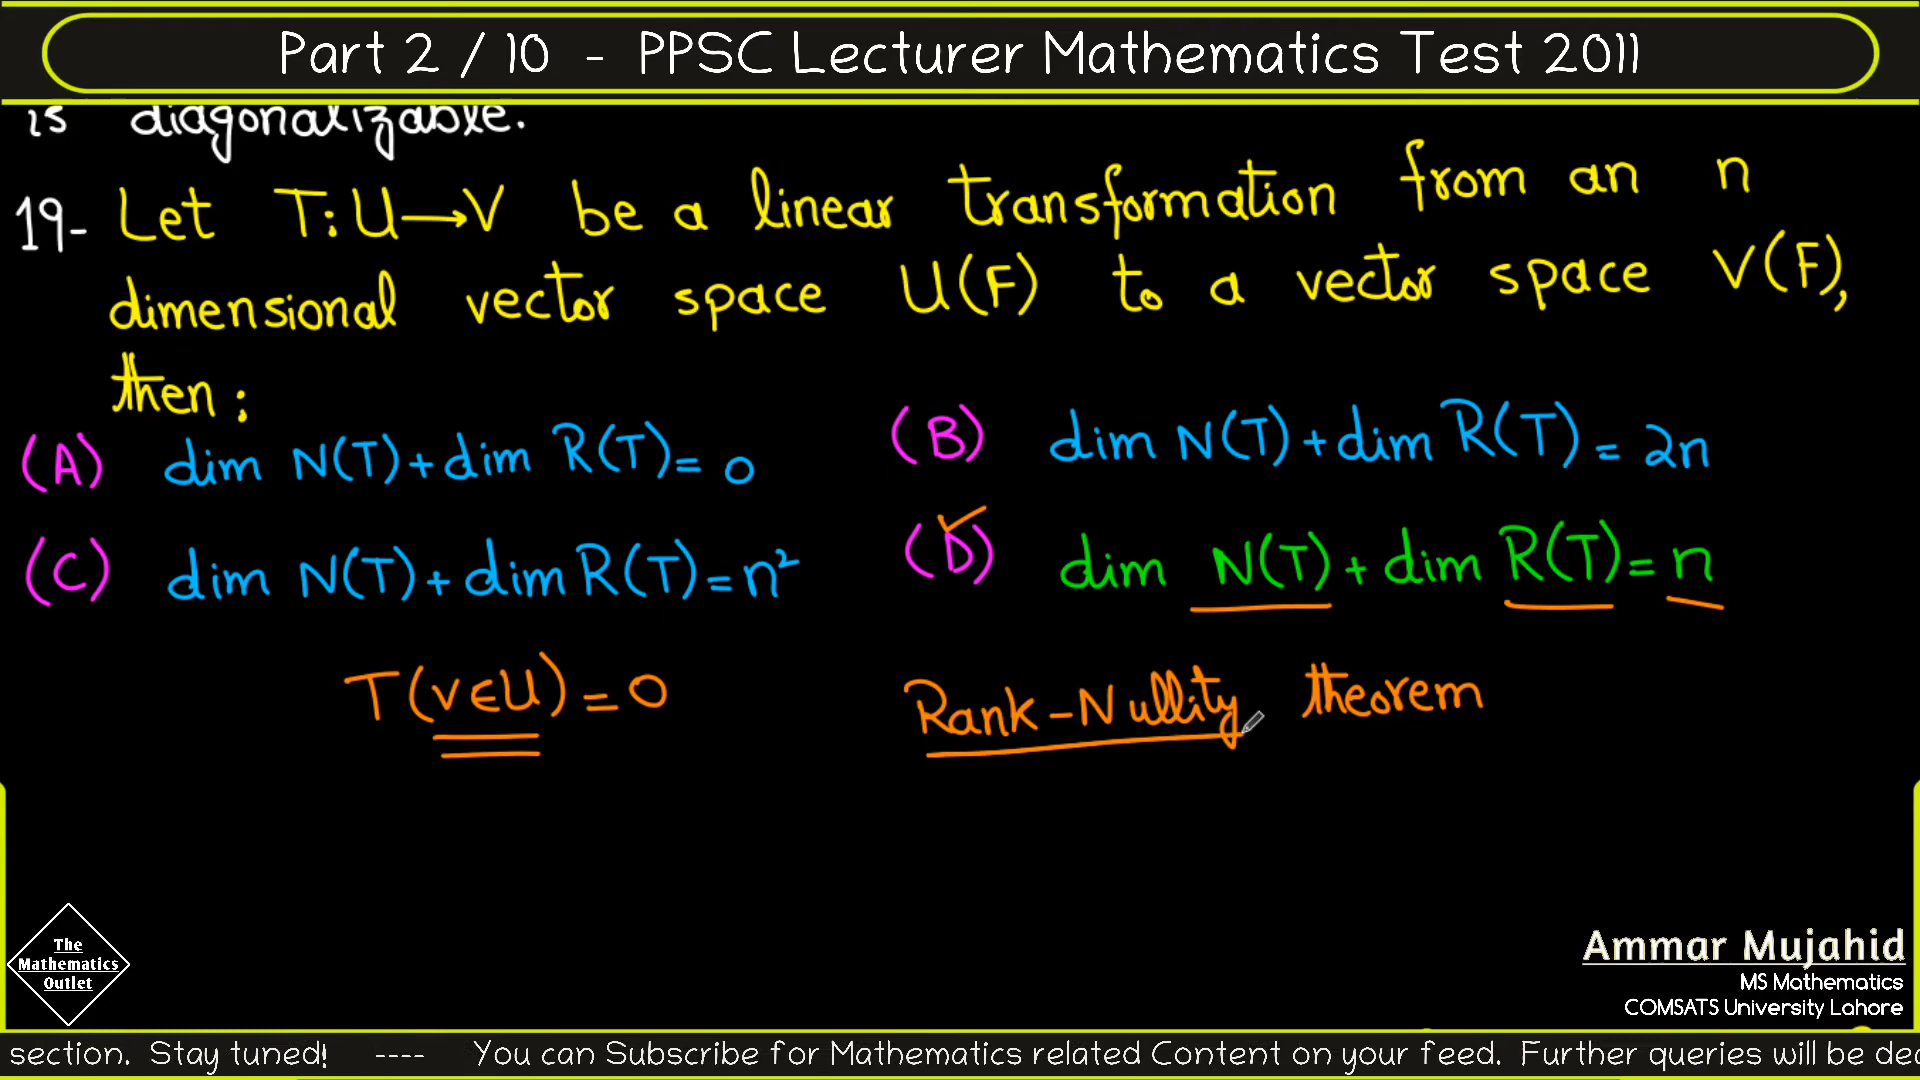 Part 2 / 10 - PPSC Lecturer Mathematics Test 2011
is diagonalizable.
19- Let T:U→V be a linear transformation from an n
dimensional vector space U(F) to a vector space V(F),
then:
(A) dim N(T)+dim R(T)= 0
(B) dim N(T)+dim R(T)= 2n
(C) dim N(T)+dim R(T)=n²
(D) dim N(T)+dim R(T)=n
T(v∈U)=0
Rank-Nullity theorem
The
Mathematics
Outlet
Ammar Mujahid
MS Mathematics
COMSATS University Lahore
section. Stay tuned! ---- You can Subscribe for Mathematics related Content on your feed. Further queries will be